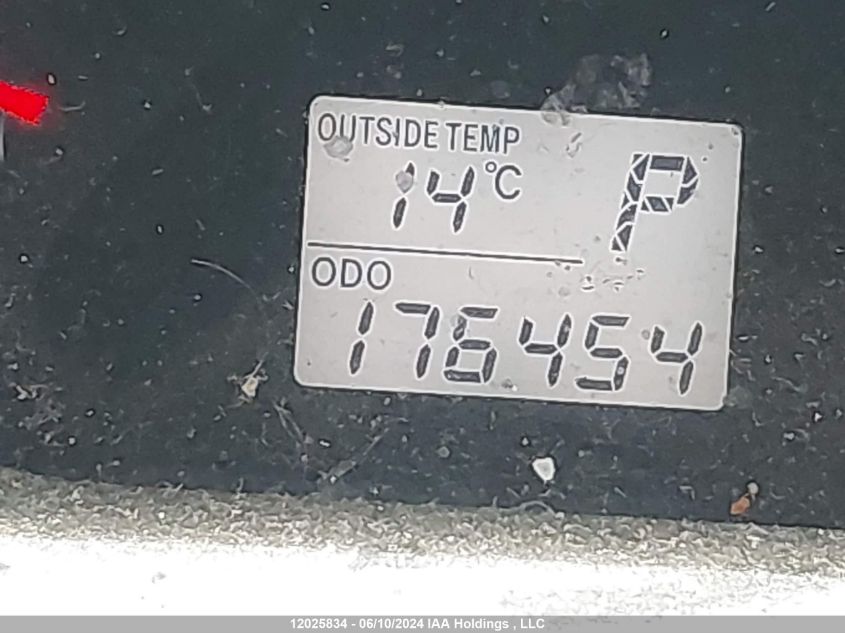 OUTSIDE TEMP
14°C P
ODO
176454
12025834 - 06/10/2024 IAA Holdings , LLC